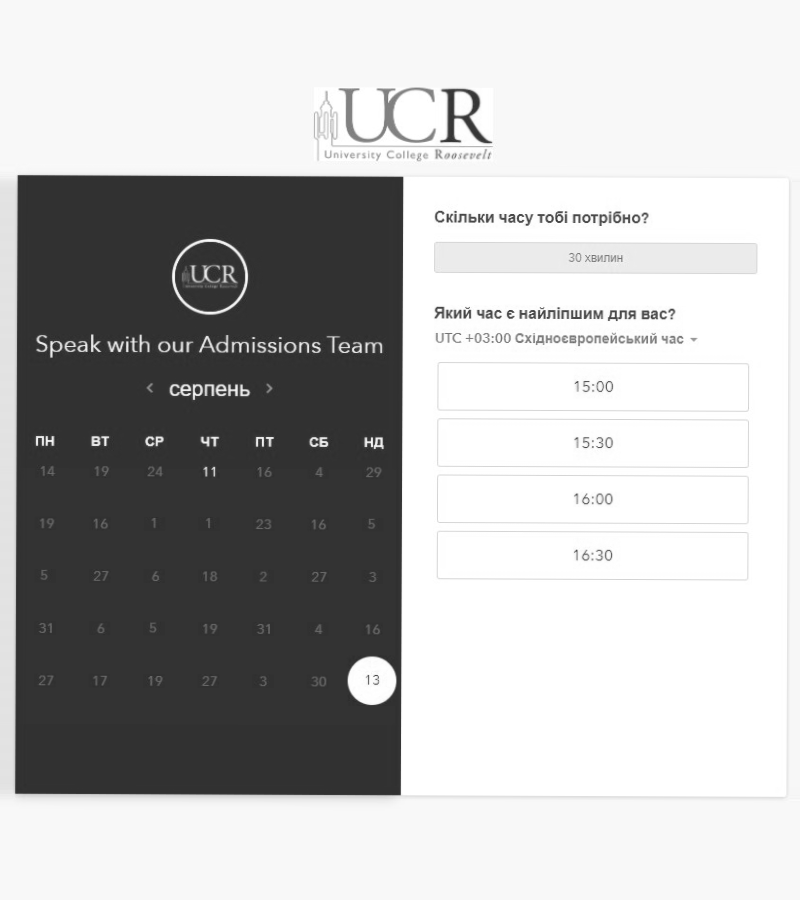 UCR
University College Roosevelt
UCR
University College Roosevelt
Speak with our Admissions Team
серпень
ПН ВТ СР ЧТ ПТ СБ НД
14 19 24 11 16 4 29
19 16 1 1 23 16 5
5 27 6 18 2 27 3
31 6 5 19 31 4 16
27 17 19 27 3 30 13
Скільки часу тобі потрібно?
30 хвилин
Який час є найліпшим для вас?
UTC +03:00 Східноєвропейський час
15:00
15:30
16:00
16:30